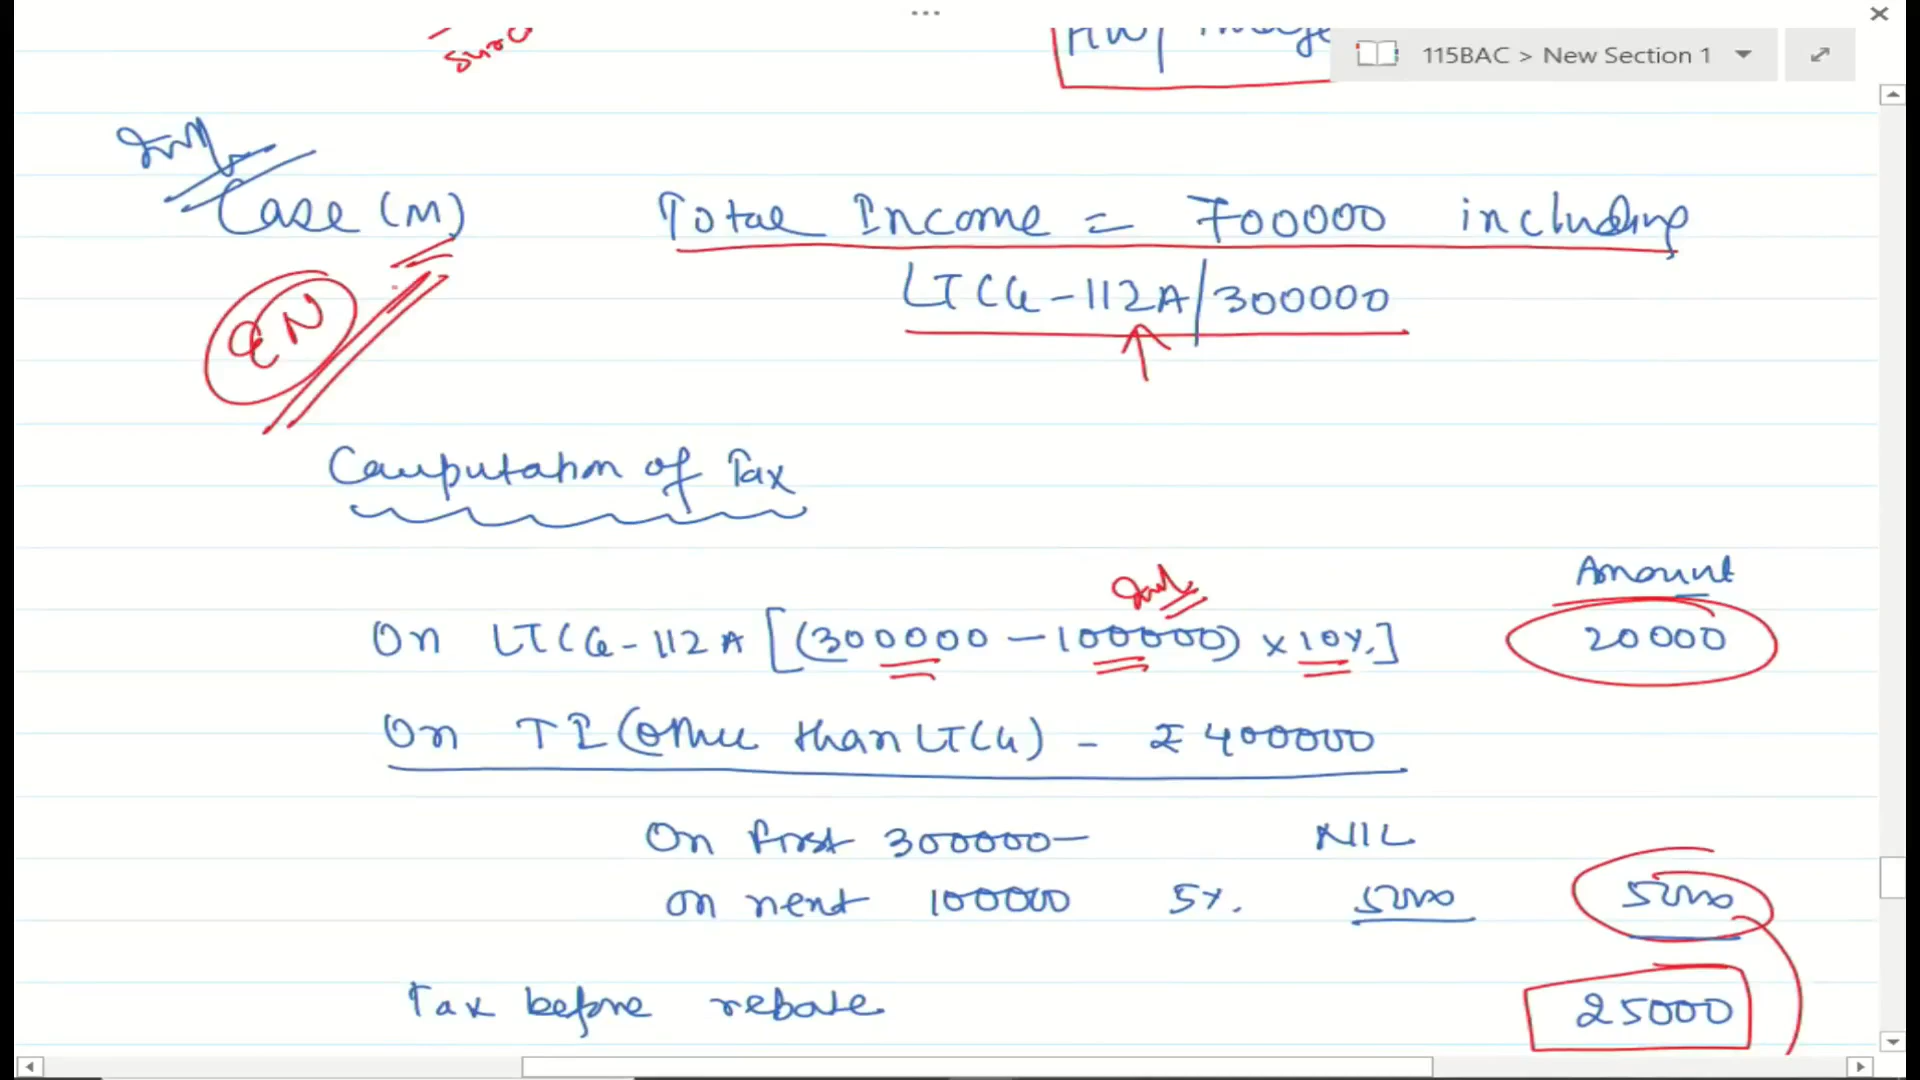 115BAC > New Section 1
Case (M) Total Income = 700000 including
LTCG-112A/300000
Computation of Tax
Amount
On LTCG-112A [(300000 - 100000) x 10%.] 20000
On TI (other than LTCG) - ₹ 400000
On first 300000- NIL
on next 100000 5%. 5000 5000
Tax before rebate 25000